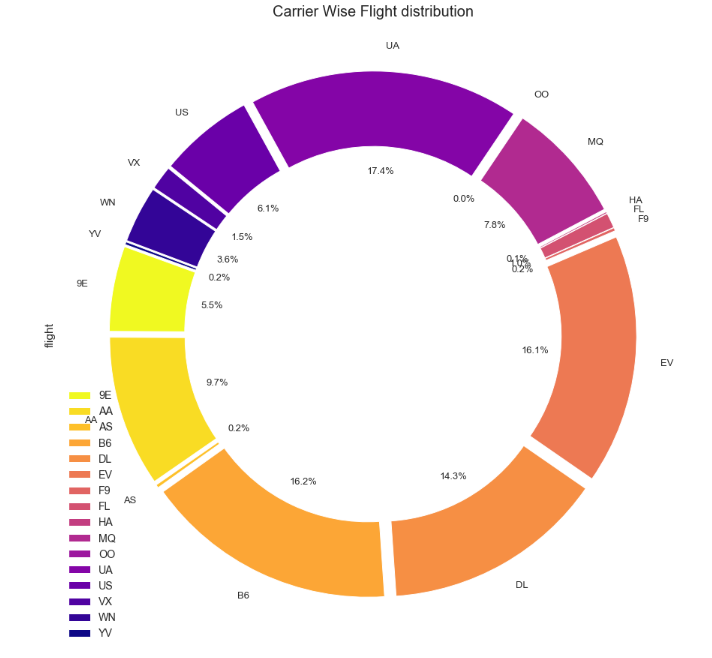 Carrier Wise Flight distribution
UA
OO
US
MQ
VX
HA
FL
F9
WN
YV
9E
EV
AA
AS
B6
DL
17.4%
0.0%
7.8%
6.1%
1.5%
3.6%
0.2%
5.5%
0.1%
1.0%
0.2%
16.1%
9.7%
0.2%
16.2%
14.3%
flight
9E
AA
AS
B6
DL
EV
F9
FL
HA
MQ
OO
UA
US
VX
WN
YV